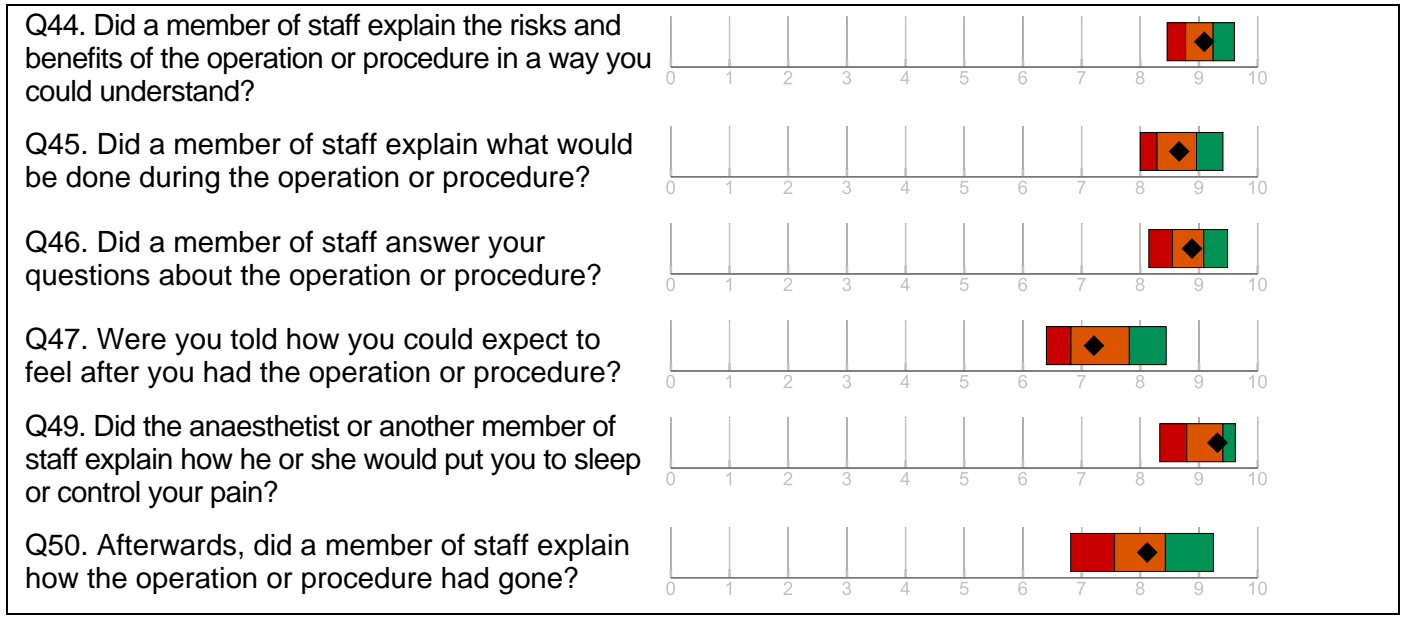 Q44. Did a member of staff explain the risks and
benefits of the operation or procedure in a way you
could understand?
0 1 2 3 4 5 6 7 8 9 10
Q45. Did a member of staff explain what would
be done during the operation or procedure?
0 1 2 3 4 5 6 7 8 9 10
Q46. Did a member of staff answer your
questions about the operation or procedure?
0 1 2 3 4 5 6 7 8 9 10
Q47. Were you told how you could expect to
feel after you had the operation or procedure?
0 1 2 3 4 5 6 7 8 9 10
Q49. Did the anaesthetist or another member of
staff explain how he or she would put you to sleep
or control your pain?
0 1 2 3 4 5 6 7 8 9 10
Q50. Afterwards, did a member of staff explain
how the operation or procedure had gone?
0 1 2 3 4 5 6 7 8 9 10